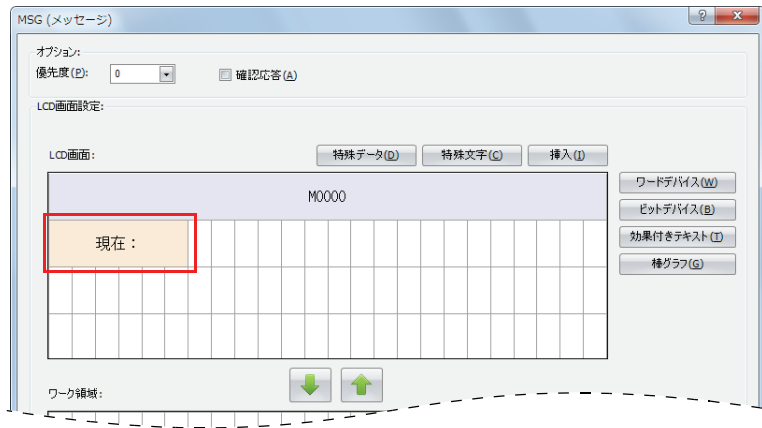 MSG (メッセージ)
オプション:
優先度(P): 0 確認応答(A)
LCD画面設定:
LCD画面: 特殊データ(D) 特殊文字(C) 挿入(I)
M0000
ワードデバイス(W)
ビットデバイス(B)
現在：
効果付きテキスト(T)
棒グラフ(G)
ワーク領域: